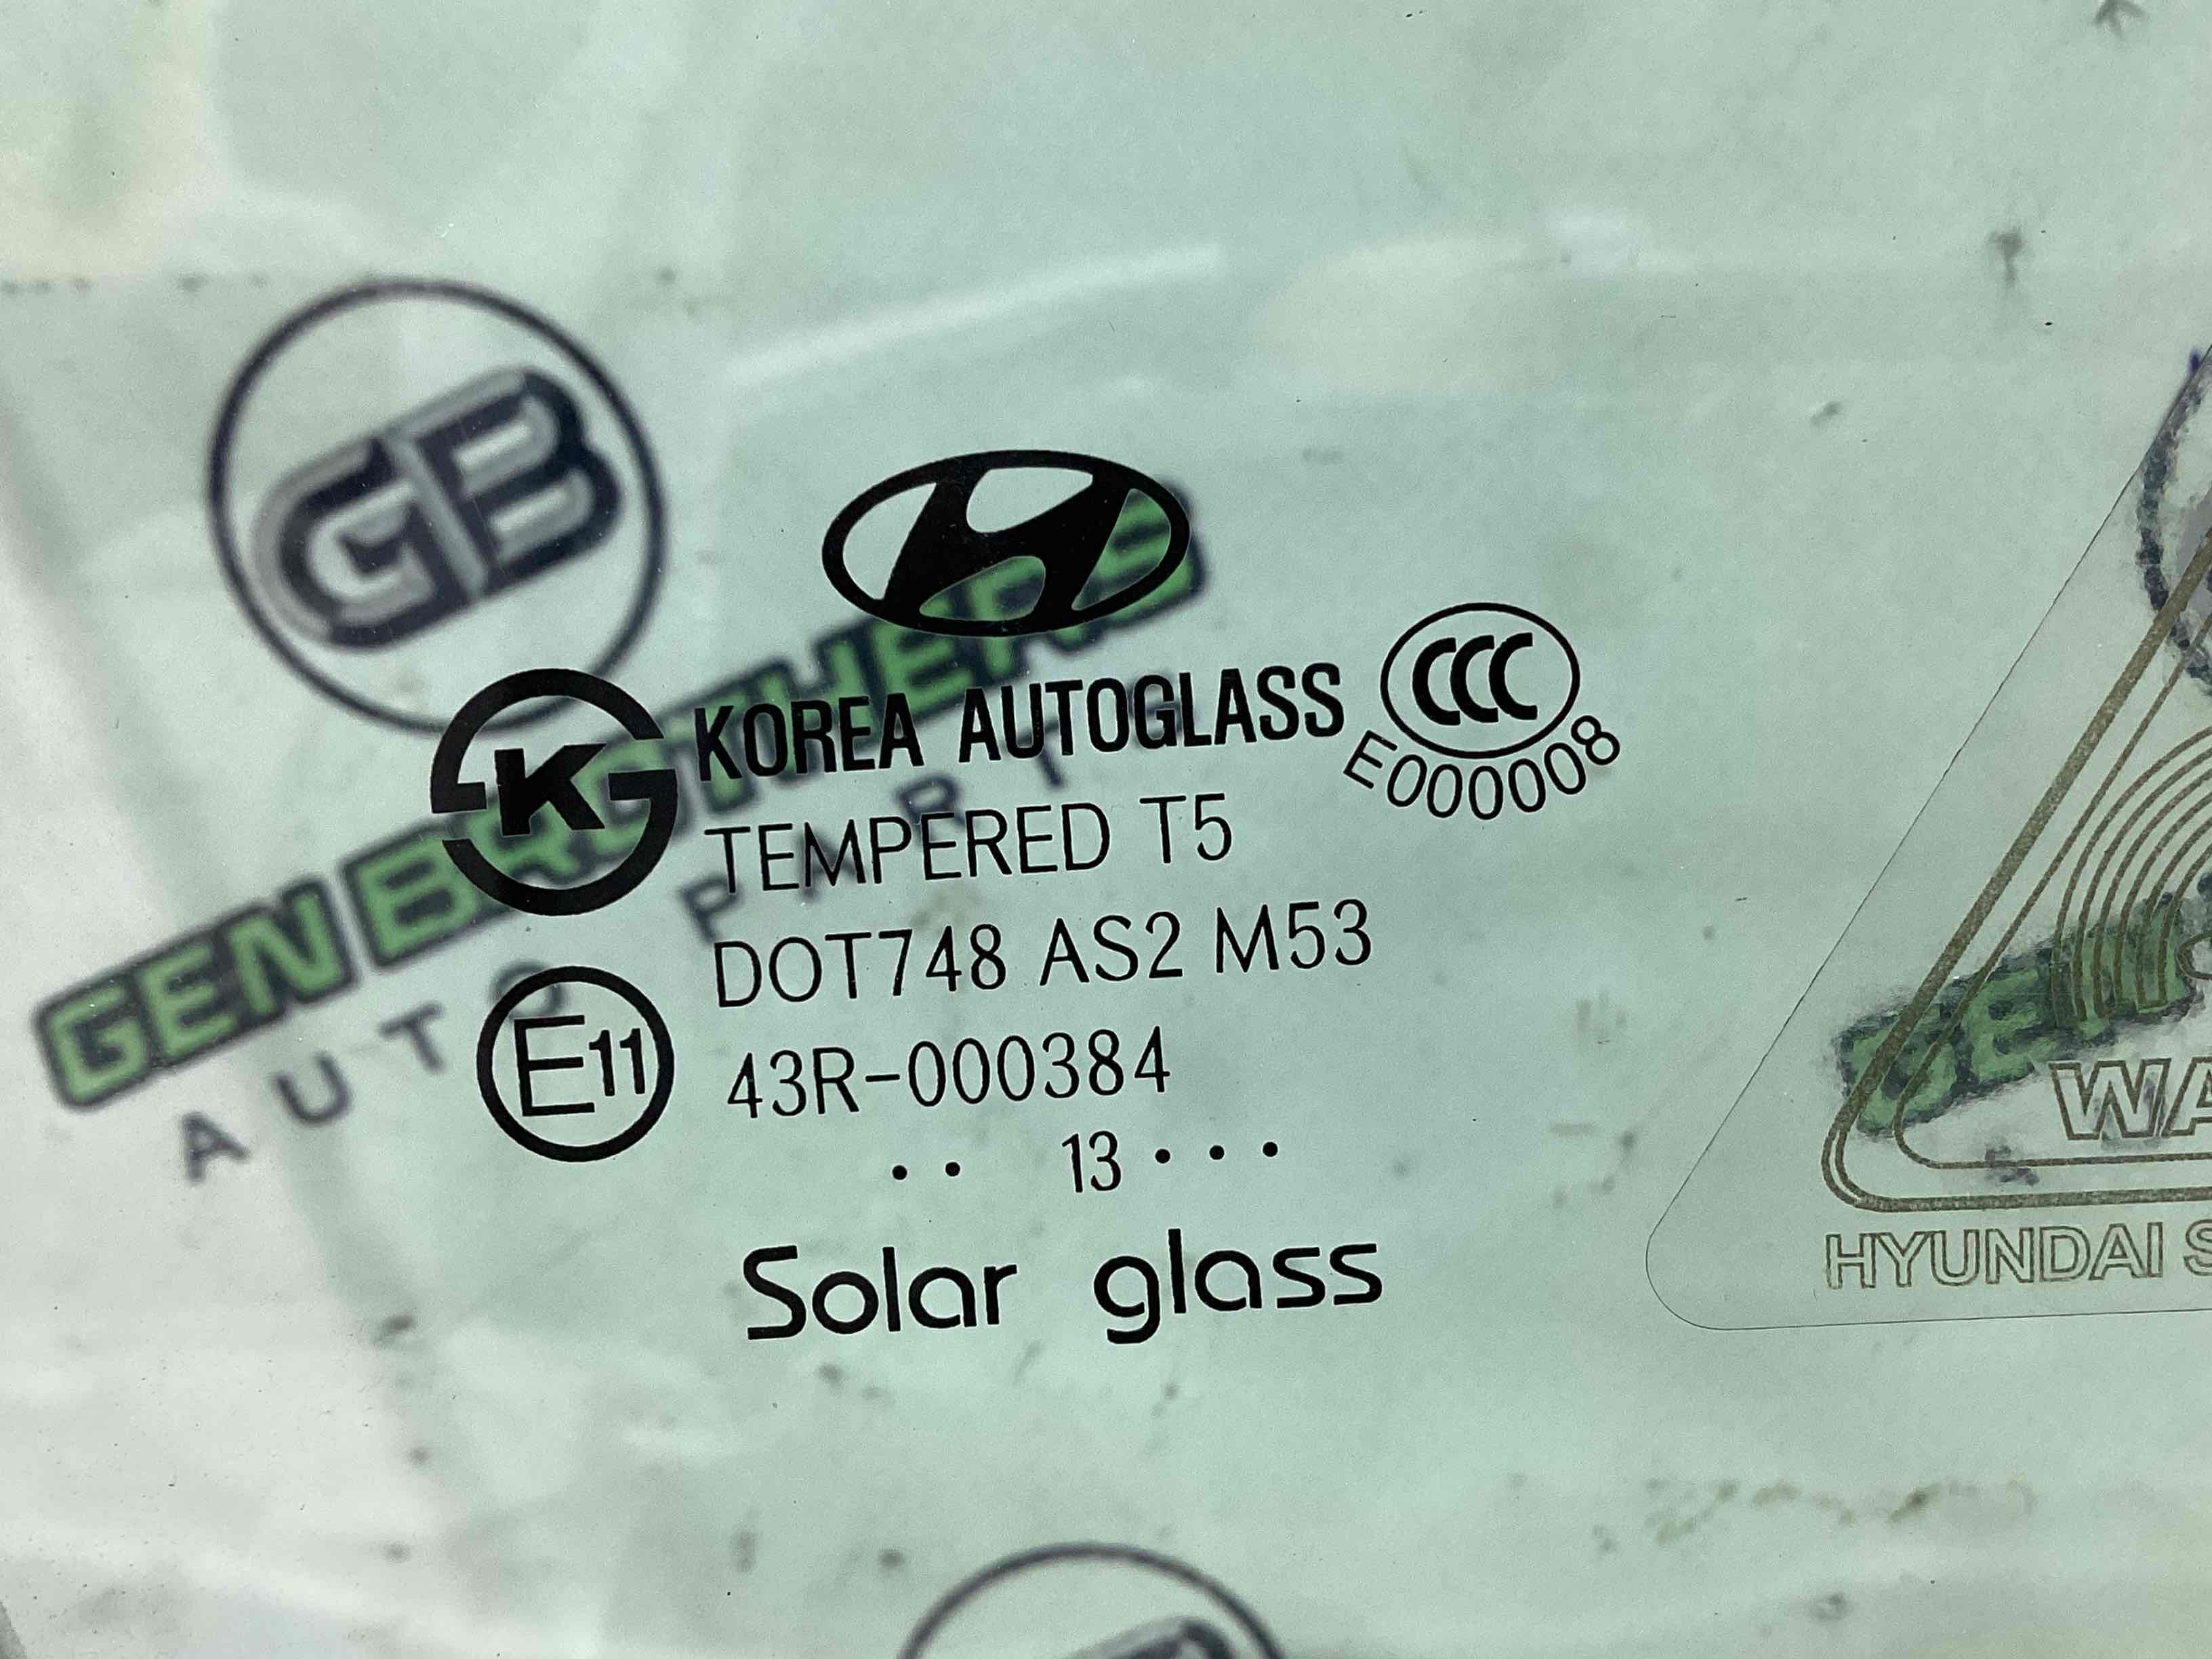 GB
GEN BROTHERS
AUTO PART
KOREA AUTOGLASS
CCC
E000008
K
TEMPERED T5
DOT748 AS2 M53
E11
43R-000384
•• 13•••
Solar glass
HYUNDAI